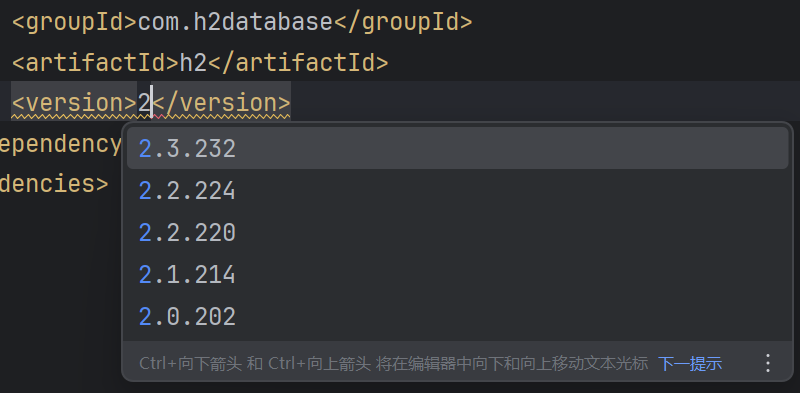 <groupId>com.h2database</groupId>
<artifactId>h2</artifactId>
<version>2</version>
ependency
dencies>
2.3.232
2.2.224
2.2.220
2.1.214
2.0.202
Ctrl+向下箭头 和 Ctrl+向上箭头 将在编辑器中向下和向上移动文本光标 下一提示